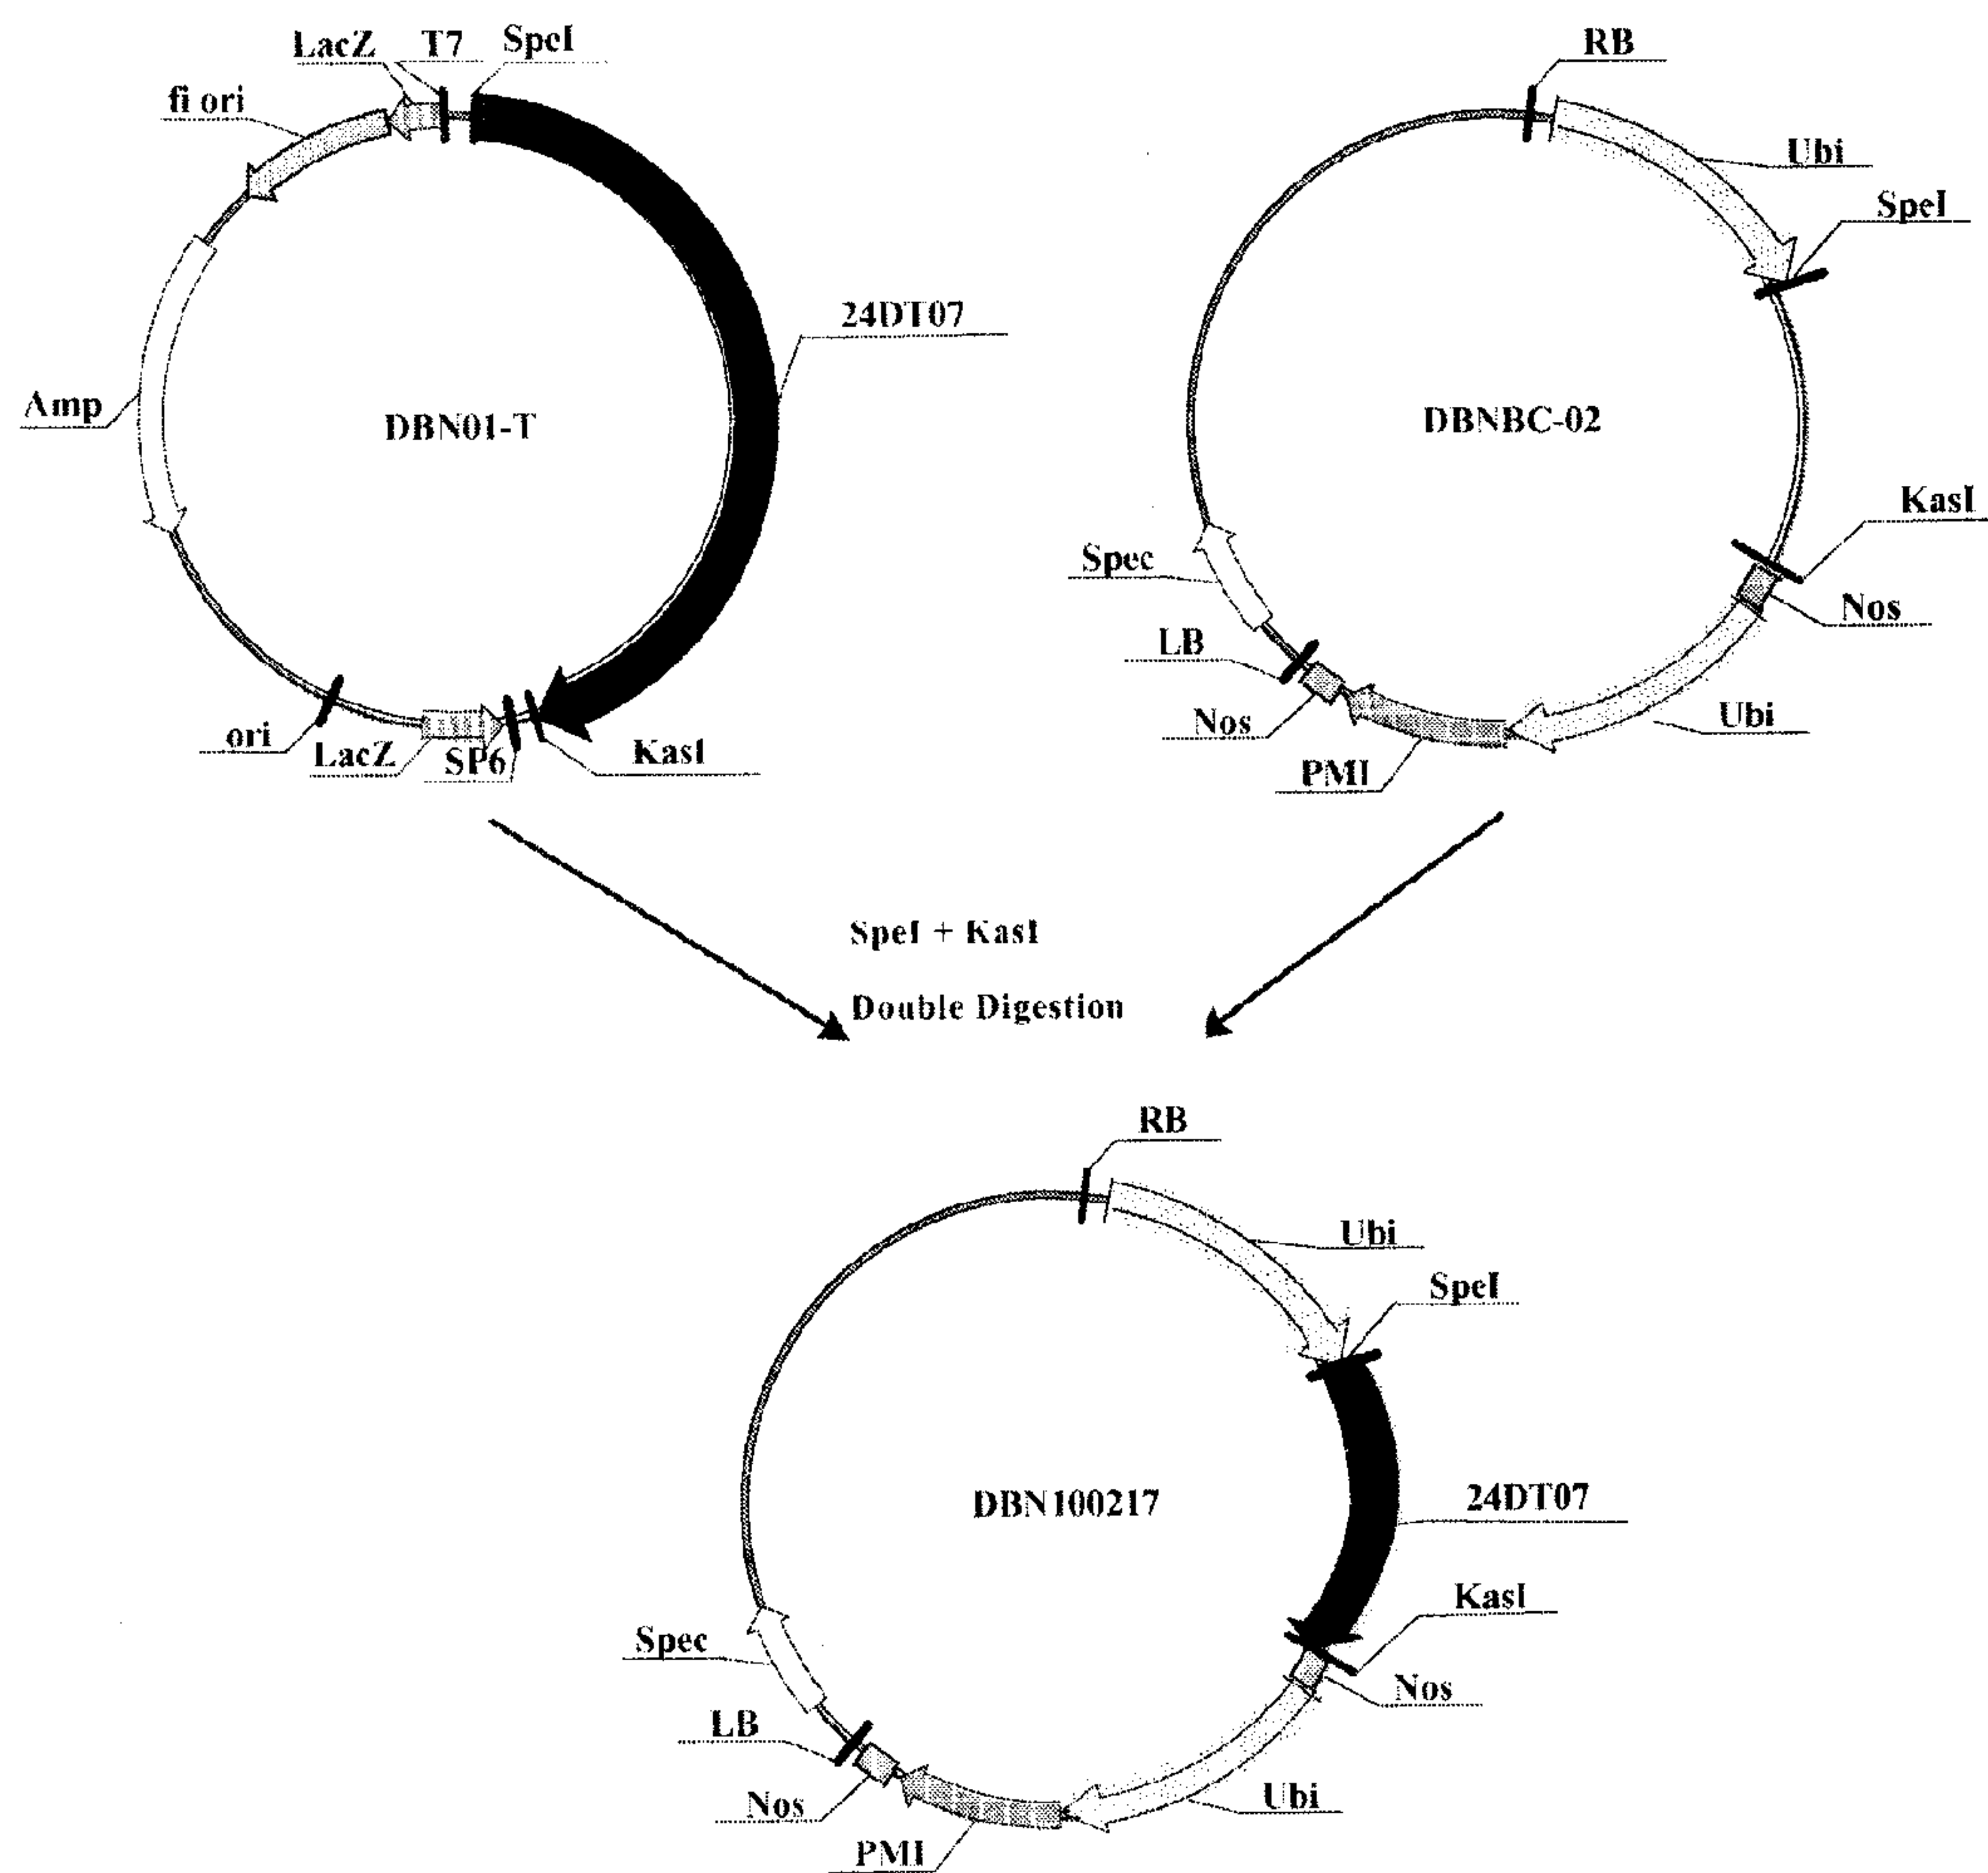 LacZ
T7
SpeI
fi ori
24DT07
Amp
DBN01-T
ori
LacZ
SP6
KasI
RB
Ubi
SpeI
DBNBC-02
KasI
Spec
Nos
LB
Nos
Ubi
PMI
SpeI + KasI
Double Digestion
RB
Ubi
SpeI
DBN100217
24DT07
KasI
Spec
Nos
LB
Nos
Ubi
PMI